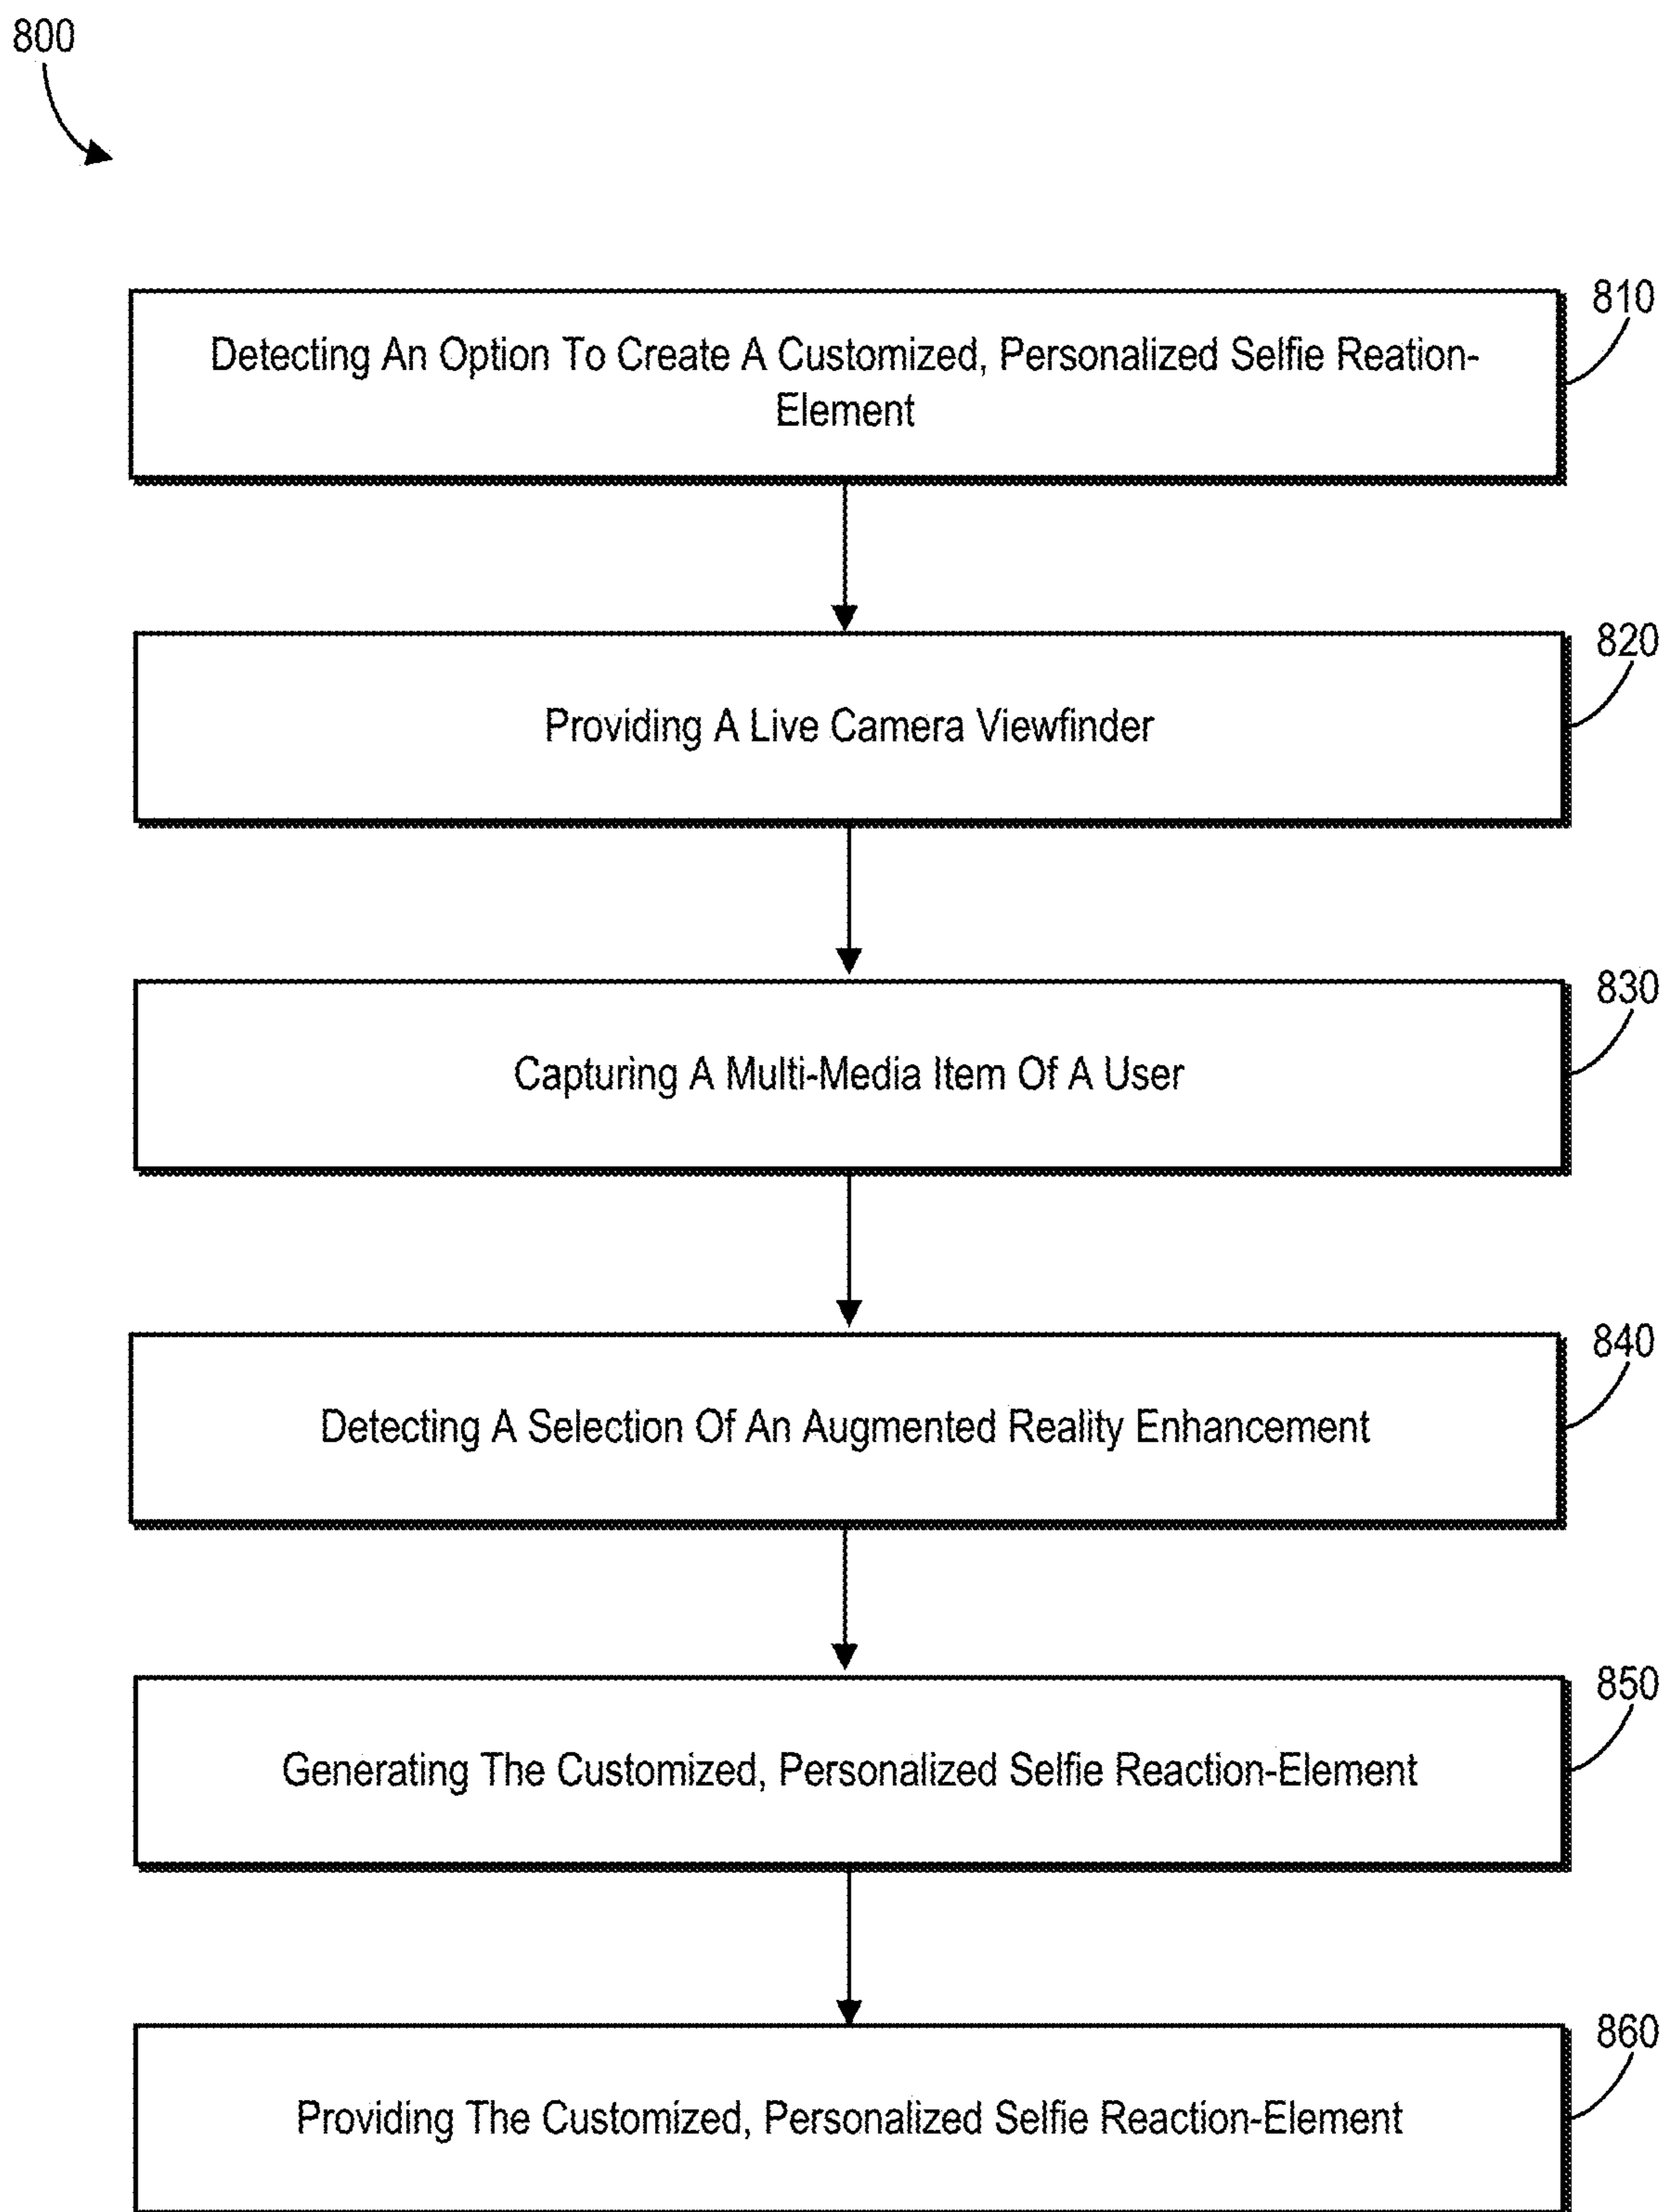 800
810
Detecting An Option To Create A Customized, Personalized Selfie Reation-
Element
820
Providing A Live Camera Viewfinder
830
Capturing A Multi-Media Item Of A User
840
Detecting A Selection Of An Augmented Reality Enhancement
850
Generating The Customized, Personalized Selfie Reaction-Element
860
Providing The Customized, Personalized Selfie Reaction-Element